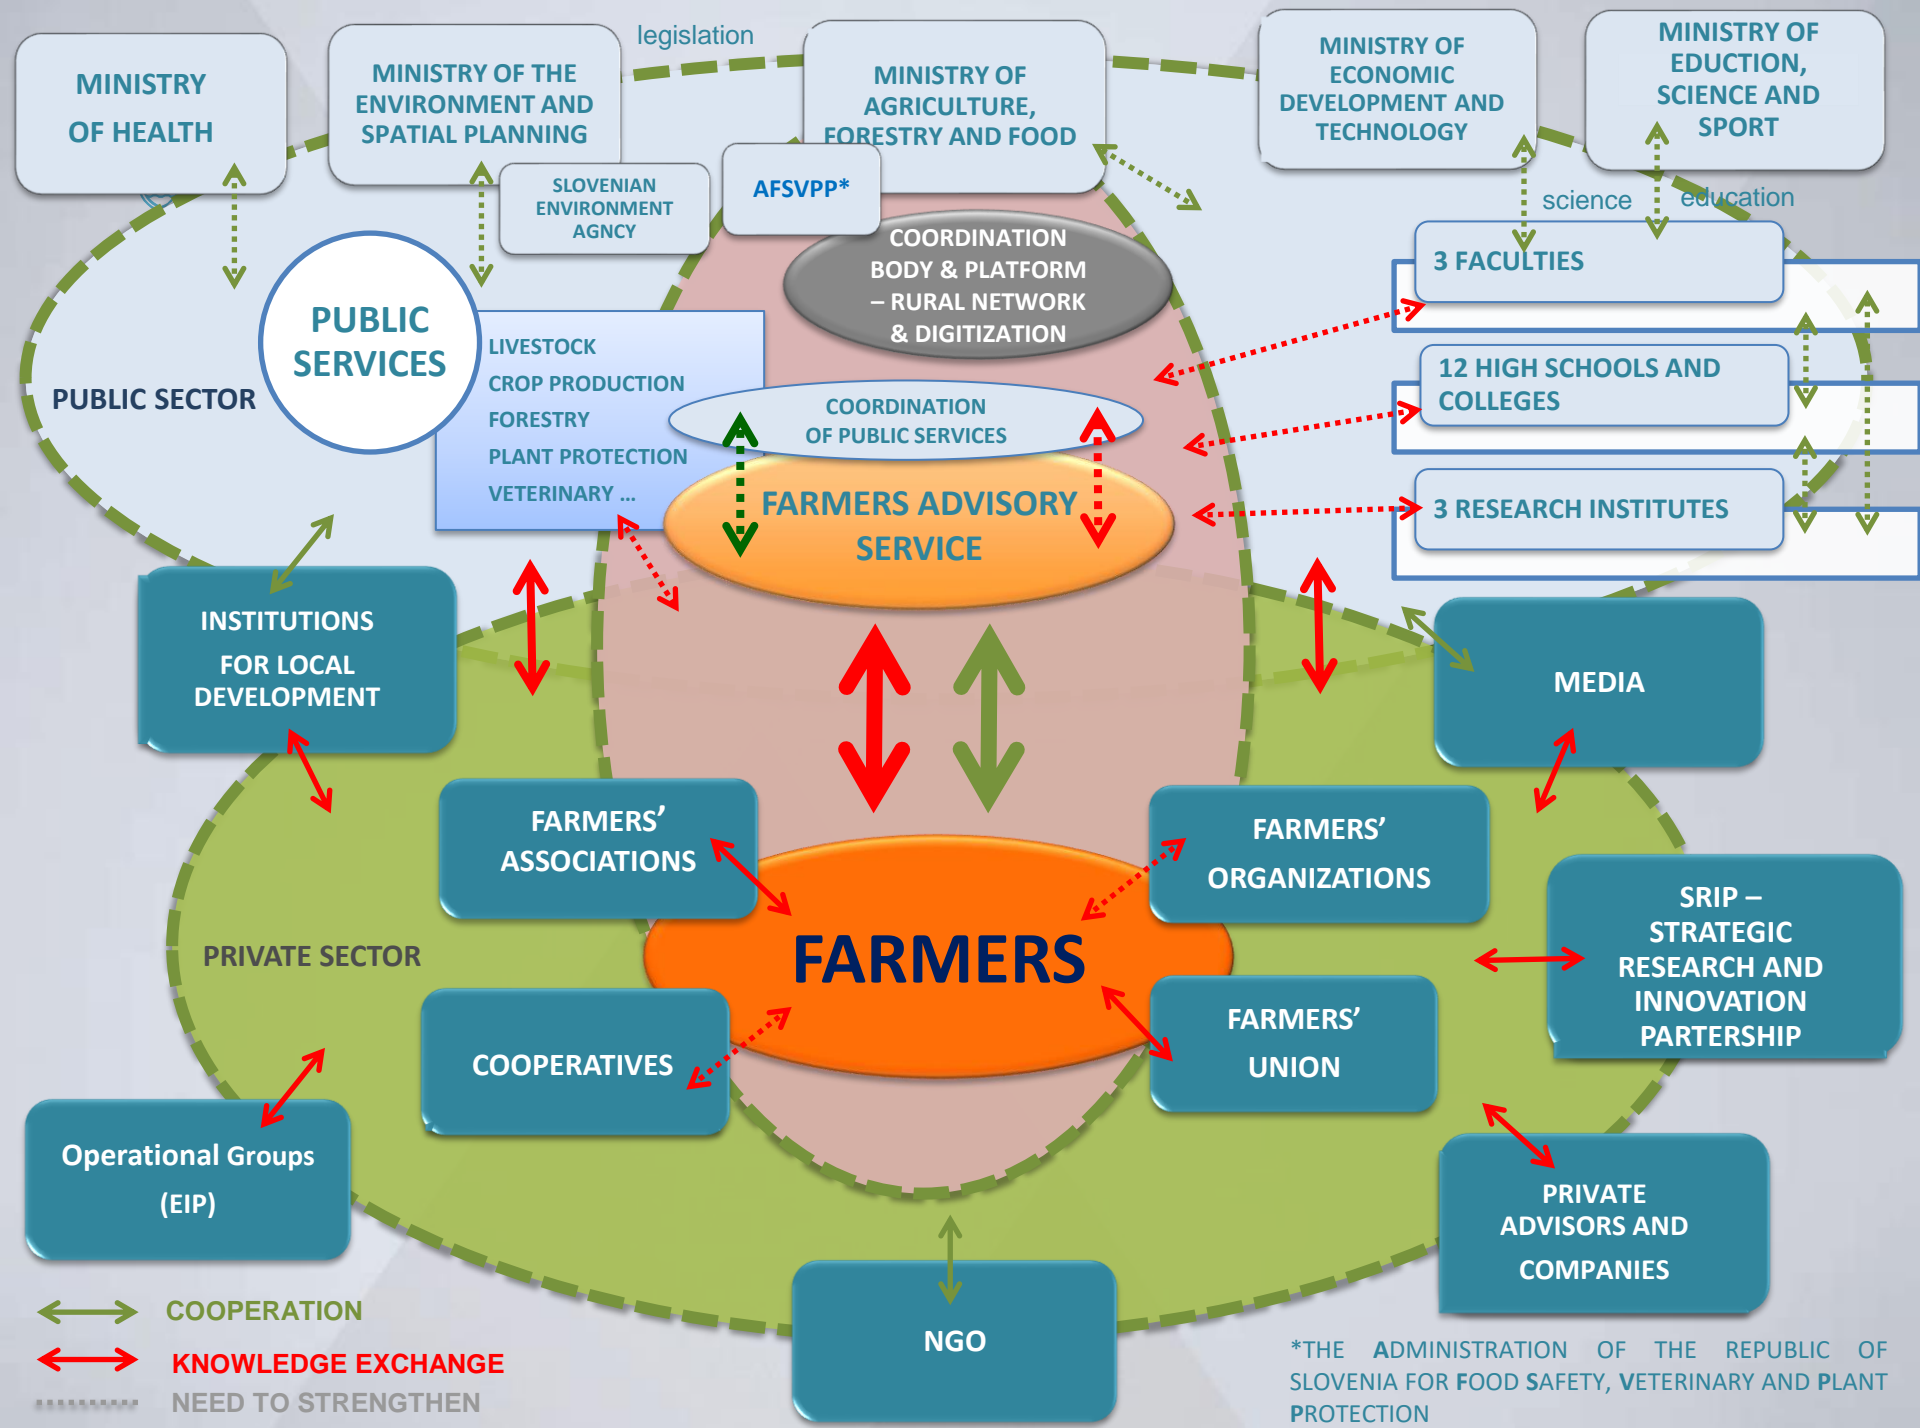 MINISTRY
OF HEALTH
MINISTRY OF THE
ENVIRONMENT AND
SPATIAL PLANNING
legislation
MINISTRY OF
AGRICULTURE,
FORESTRY AND FOOD
MINISTRY OF
ECONOMIC
DEVELOPMENT AND
TECHNOLOGY
MINISTRY OF
EDUCTION,
SCIENCE AND
SPORT
SLOVENIAN
ENVIRONMENT
AGNCY
AFSVPP*
science
education
COORDINATION
BODY & PLATFORM
– RURAL NETWORK
& DIGITIZATION
3 FACULTIES
PUBLIC
SERVICES
PUBLIC SECTOR
LIVESTOCK
CROP PRODUCTION
FORESTRY
PLANT PROTECTION
VETERINARY ...
COORDINATION
OF PUBLIC SERVICES
12 HIGH SCHOOLS AND
COLLEGES
FARMERS ADVISORY
SERVICE
3 RESEARCH INSTITUTES
INSTITUTIONS
FOR LOCAL
DEVELOPMENT
MEDIA
FARMERS’
ASSOCIATIONS
FARMERS’
ORGANIZATIONS
SRIP –
STRATEGIC
RESEARCH AND
INNOVATION
PARTERSHIP
PRIVATE SECTOR
FARMERS
COOPERATIVES
FARMERS’
UNION
Operational Groups
(EIP)
PRIVATE
ADVISORS AND
COMPANIES
NGO
COOPERATION
KNOWLEDGE EXCHANGE
NEED TO STRENGTHEN
*THE ADMINISTRATION OF THE REPUBLIC OF
SLOVENIA FOR FOOD SAFETY, VETERINARY AND PLANT
PROTECTION